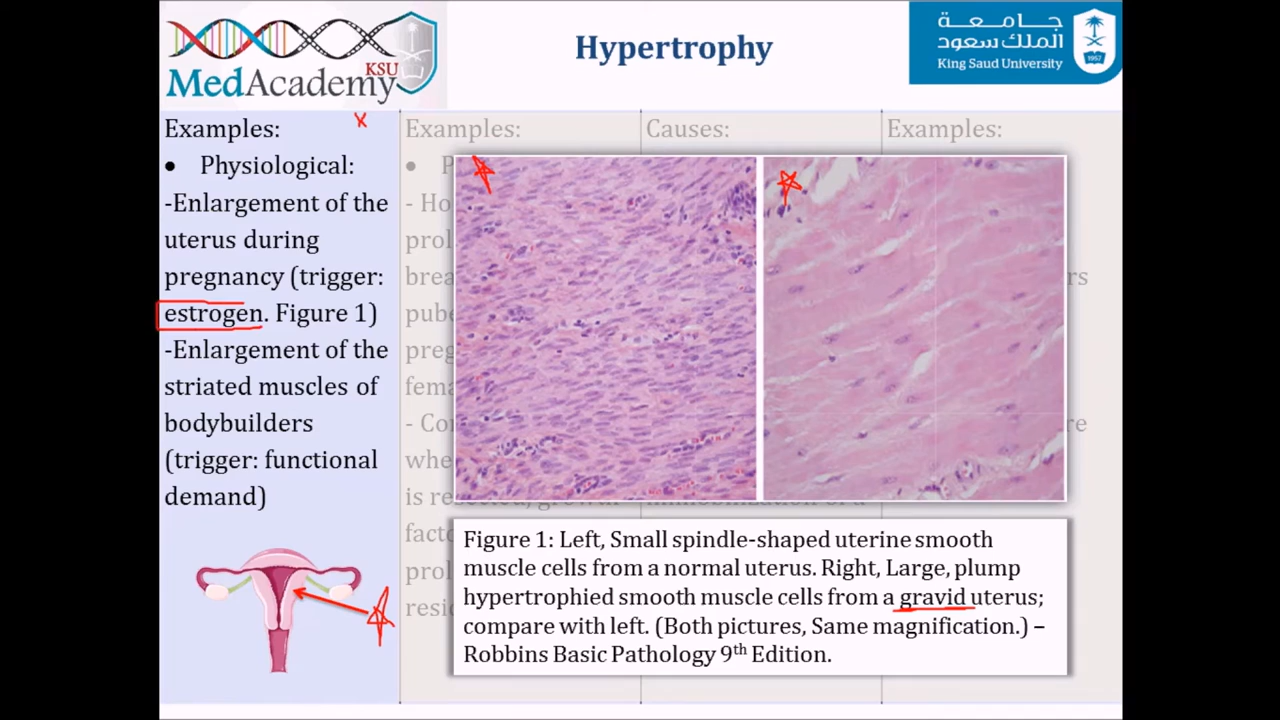 Hypertrophy
MedAcademy
KSU
جامعة
الملك سعود
King Saud University
1957
Examples:
• Physiological:
-Enlargement of the
uterus during
pregnancy (trigger:
estrogen. Figure 1)
-Enlargement of the
striated muscles of
bodybuilders
(trigger: functional
demand)
Examples:
Causes:
Examples:
Figure 1: Left, Small spindle-shaped uterine smooth
muscle cells from a normal uterus. Right, Large, plump
hypertrophied smooth muscle cells from a gravid uterus;
compare with left. (Both pictures, Same magnification.) –
Robbins Basic Pathology 9th Edition.